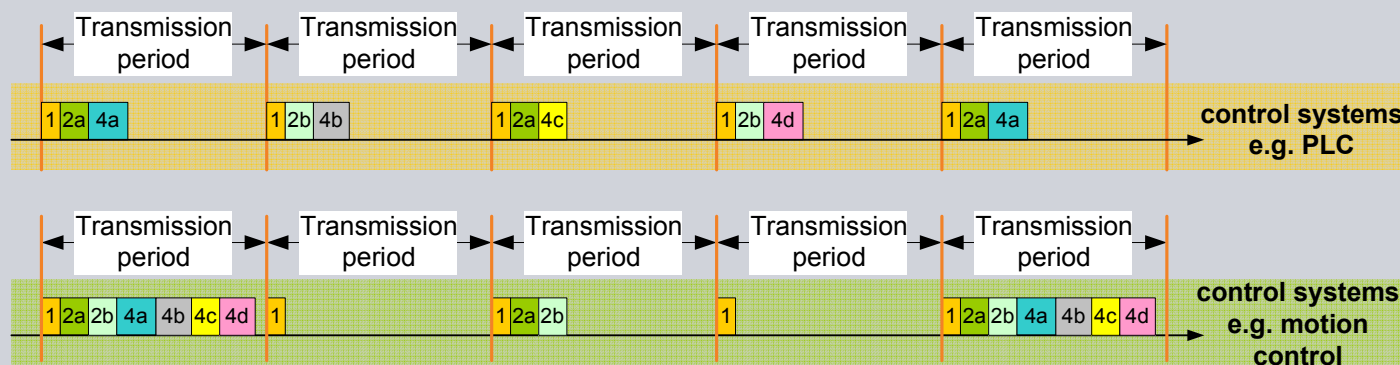 Transmission period
Transmission period
Transmission period
Transmission period
Transmission period
1 2a 4a
1 2b 4b
1 2a 4c
1 2b 4d
1 2a 4a
control systems
e.g. PLC
Transmission period
Transmission period
Transmission period
Transmission period
Transmission period
1 2a 2b 4a 4b 4c 4d
1
1 2a 2b
1
1 2a 2b 4a 4b 4c 4d
control systems
e.g. motion
control